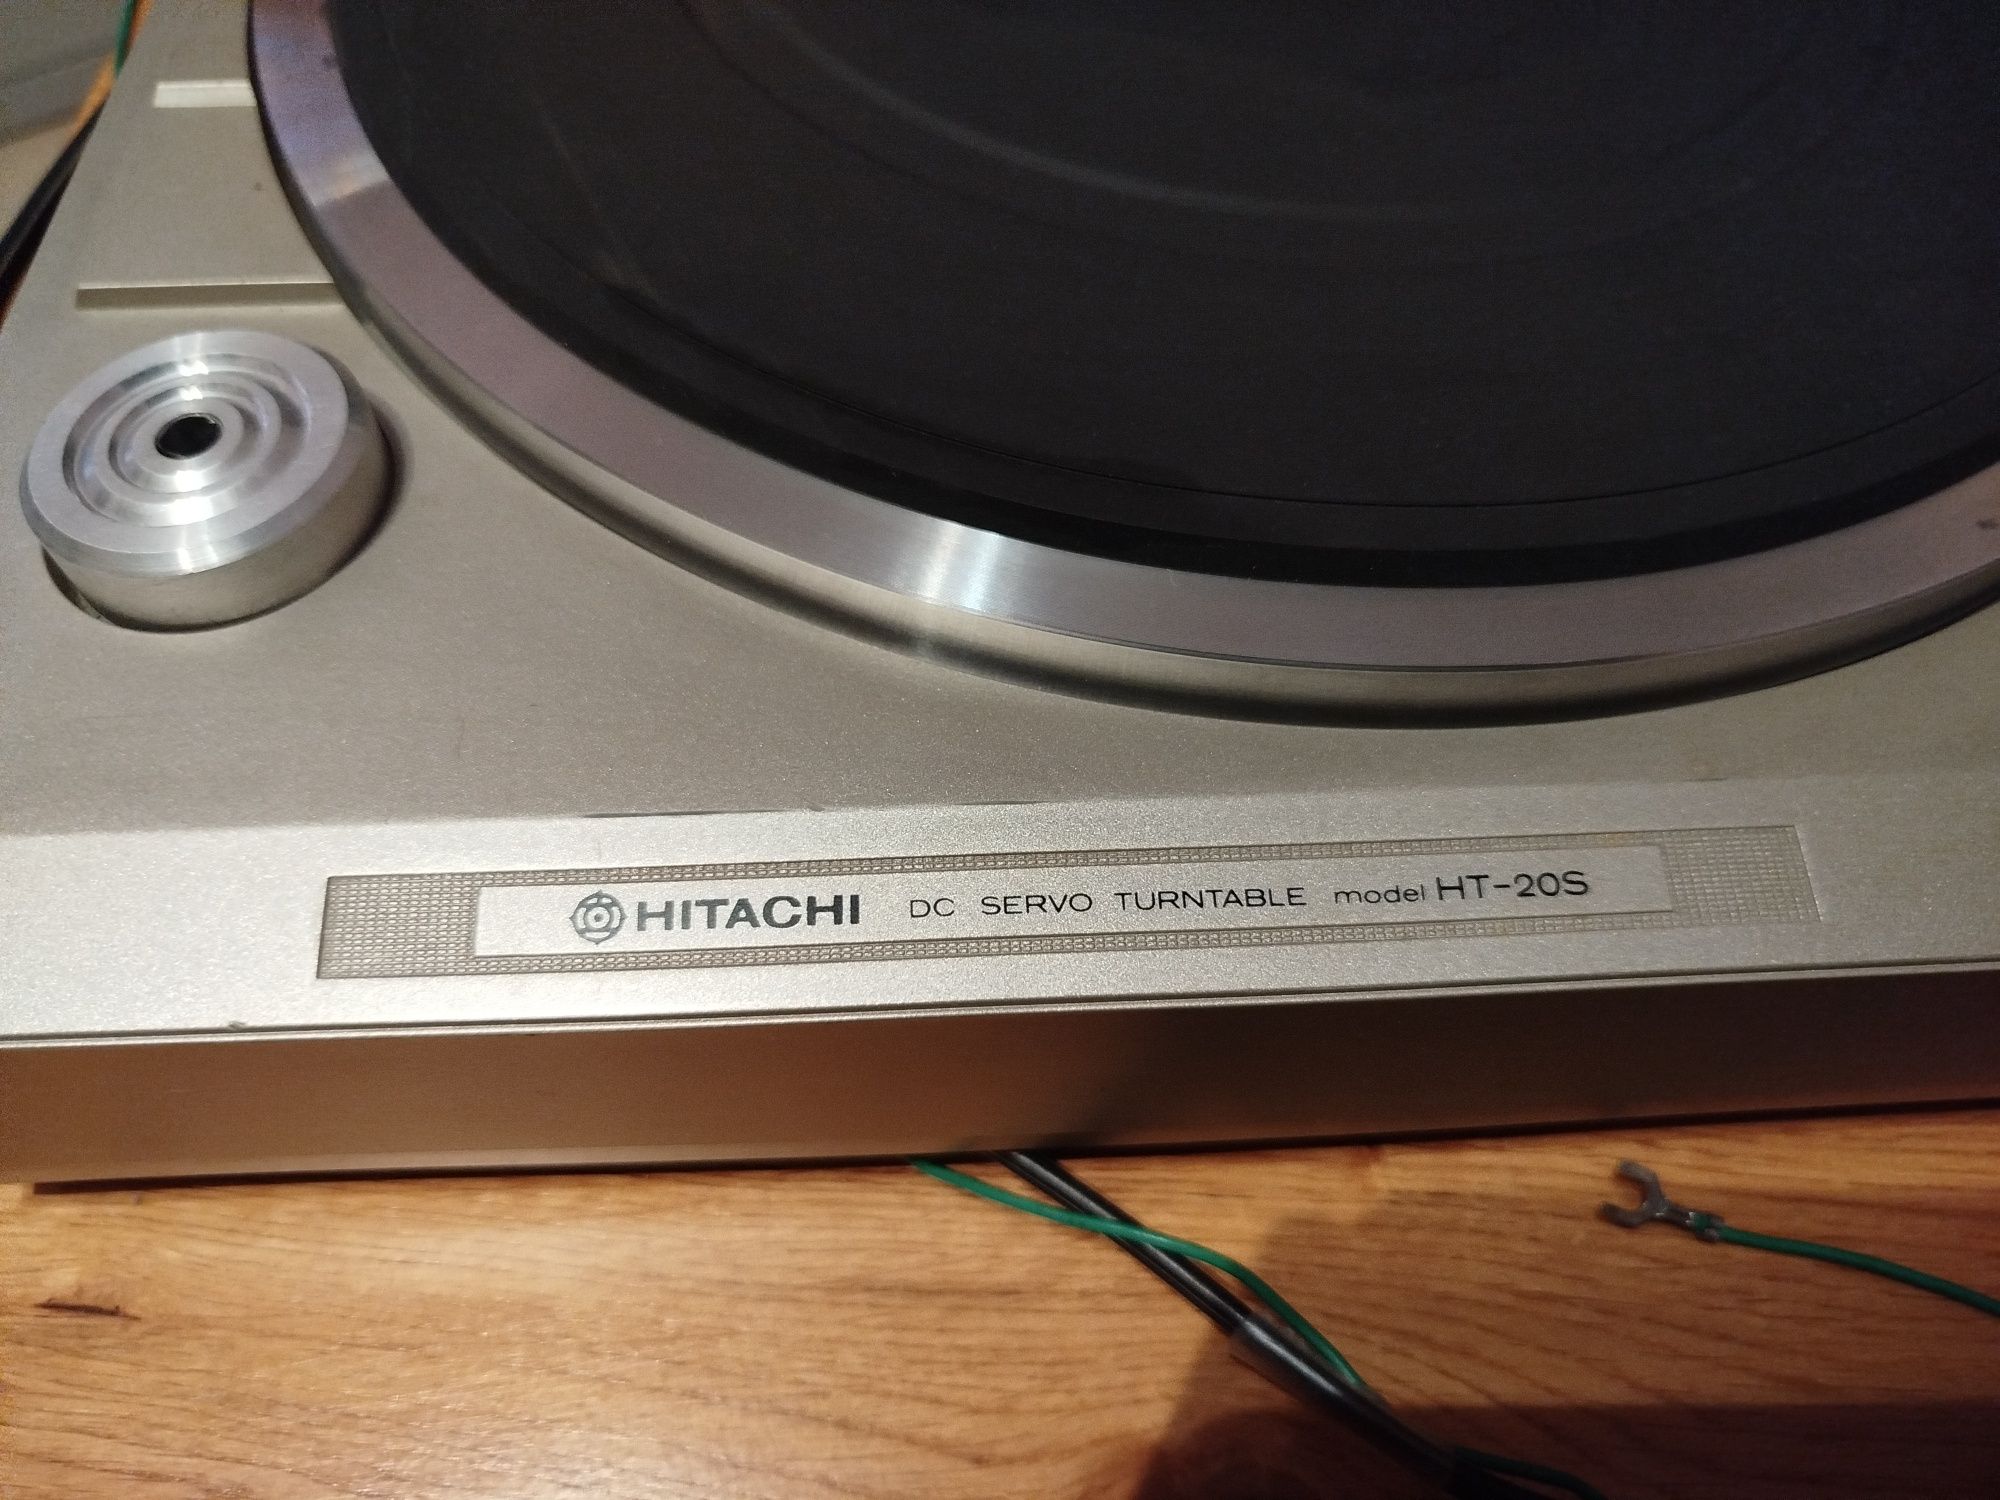 HITACHI DC SERVO TURNTABLE model HT-20S